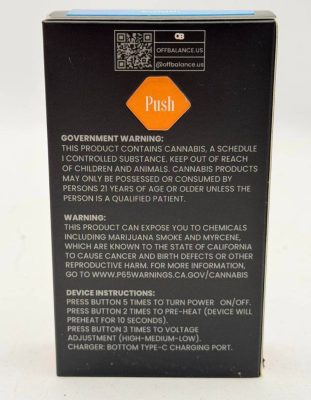 OB
OFFBALANCE.US
@offbalance.us
Push
GOVERNMENT WARNING:
THIS PRODUCT CONTAINS CANNABIS, A SCHEDULE
I CONTROLLED SUBSTANCE. KEEP OUT OF REACH
OF CHILDREN AND ANIMALS. CANNABIS PRODUCTS
MAY ONLY BE POSSESSED OR CONSUMED BY
PERSONS 21 YEARS OF AGE OR OLDER UNLESS THE
PERSON IS A QUALIFIED PATIENT.
WARNING:
THIS PRODUCT CAN EXPOSE YOU TO CHEMICALS
INCLUDING MARIJUANA SMOKE AND MYRCENE,
WHICH ARE KNOWN TO THE STATE OF CALIFORNIA
TO CAUSE CANCER AND BIRTH DEFECTS OR OTHER
REPRODUCTIVE HARM. FOR MORE INFORMATION,
GO TO WWW.P65WARNINGS.CA.GOV/CANNABIS
DEVICE INSTRUCTIONS:
PRESS BUTTON 5 TIMES TO TURN POWER ON/OFF.
PRESS BUTTON 2 TIMES TO PRE-HEAT (DEVICE WILL
PREHEAT FOR 10 SECONDS).
PRESS BUTTON 3 TIMES TO VOLTAGE
ADJUSTMENT (HIGH-MEDIUM-LOW).
CHARGER: BOTTOM TYPE-C CHARGING PORT.